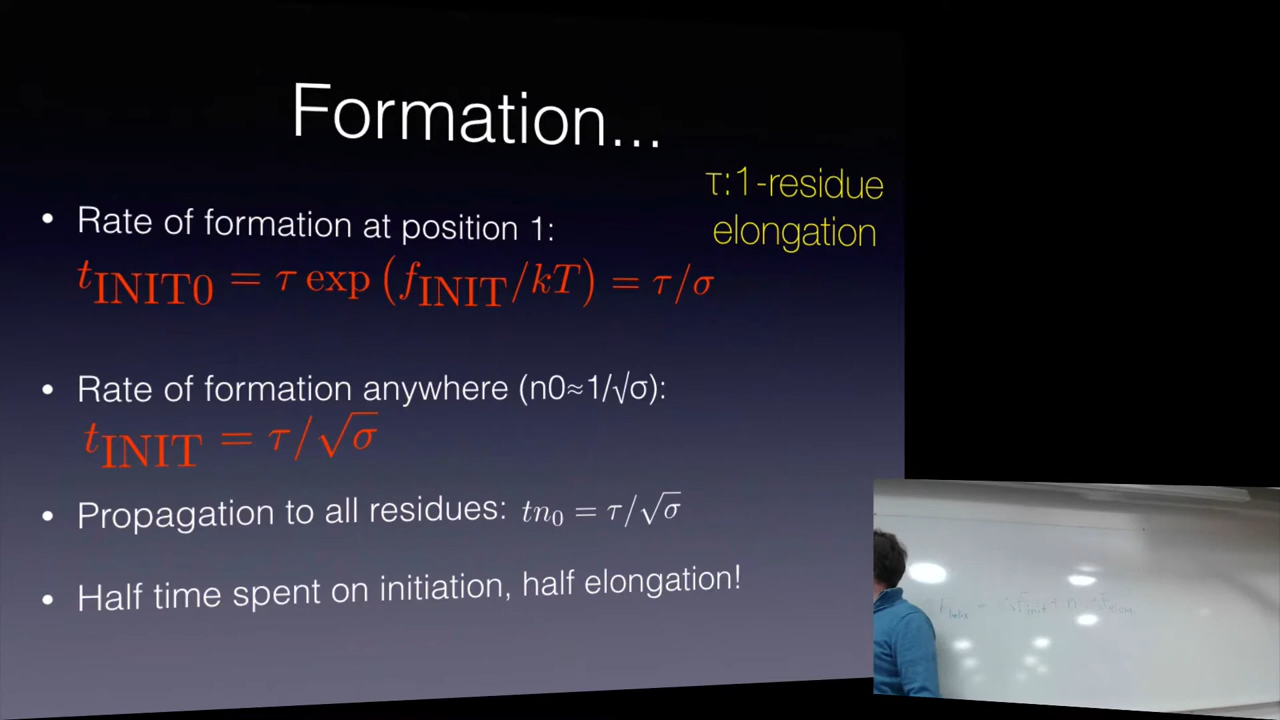 Formation...
τ:1-residue
elongation
• Rate of formation at position 1:
tINIT0 = τ exp (fINIT/kT) = τ/σ
• Rate of formation anywhere (n0≈1/√σ):
tINIT = τ/√σ
• Propagation to all residues: tn₀ = τ/√σ
• Half time spent on initiation, half elongation!